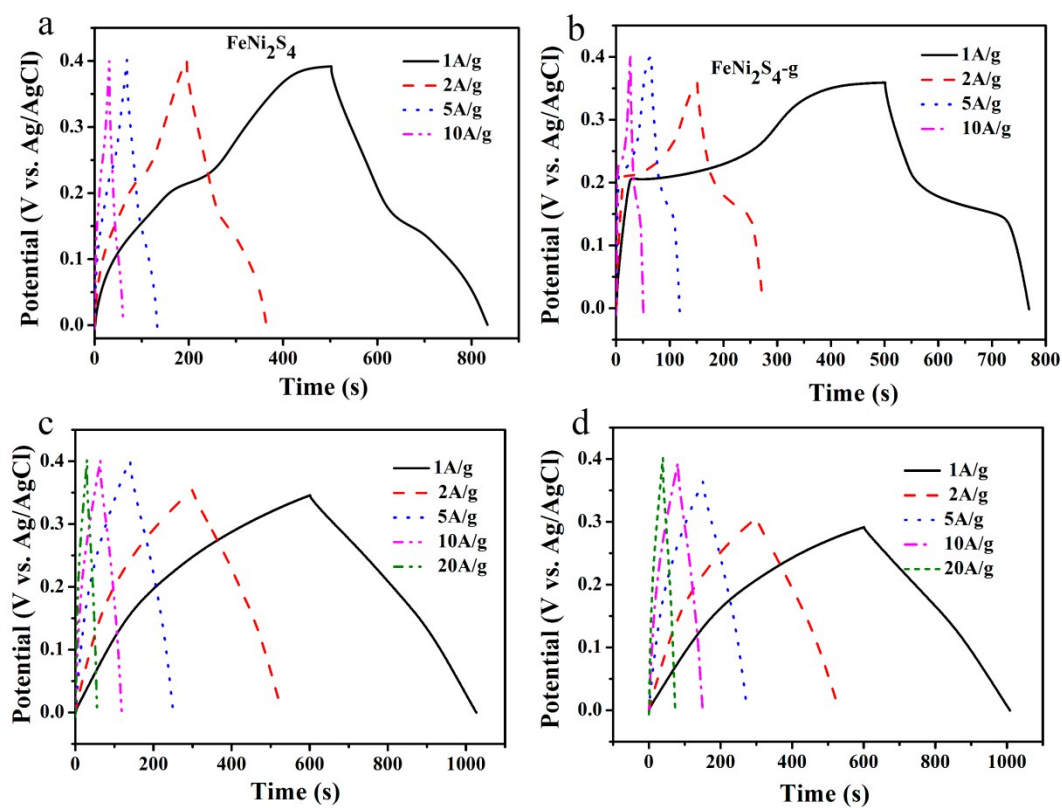 a
FeNi₂S₄
1A/g
2A/g
5A/g
10A/g
0.4
0.3
0.2
0.1
0.0
Potential (V vs. Ag/AgCl)
0 200 400 600 800
Time (s)
b
FeNi₂S₄-g
1A/g
2A/g
5A/g
10A/g
0.4
0.3
0.2
0.1
0.0
Potential (V vs. Ag/AgCl)
0 100 200 300 400 500 600 700 800
Time (s)
c
1A/g
2A/g
5A/g
10A/g
20A/g
0.4
0.3
0.2
0.1
0.0
Potential (V vs. Ag/AgCl)
0 200 400 600 800 1000
Time (s)
d
1A/g
2A/g
5A/g
10A/g
20A/g
0.4
0.3
0.2
0.1
0.0
Potential (V vs. Ag/AgCl)
0 200 400 600 800 1000
Time (s)